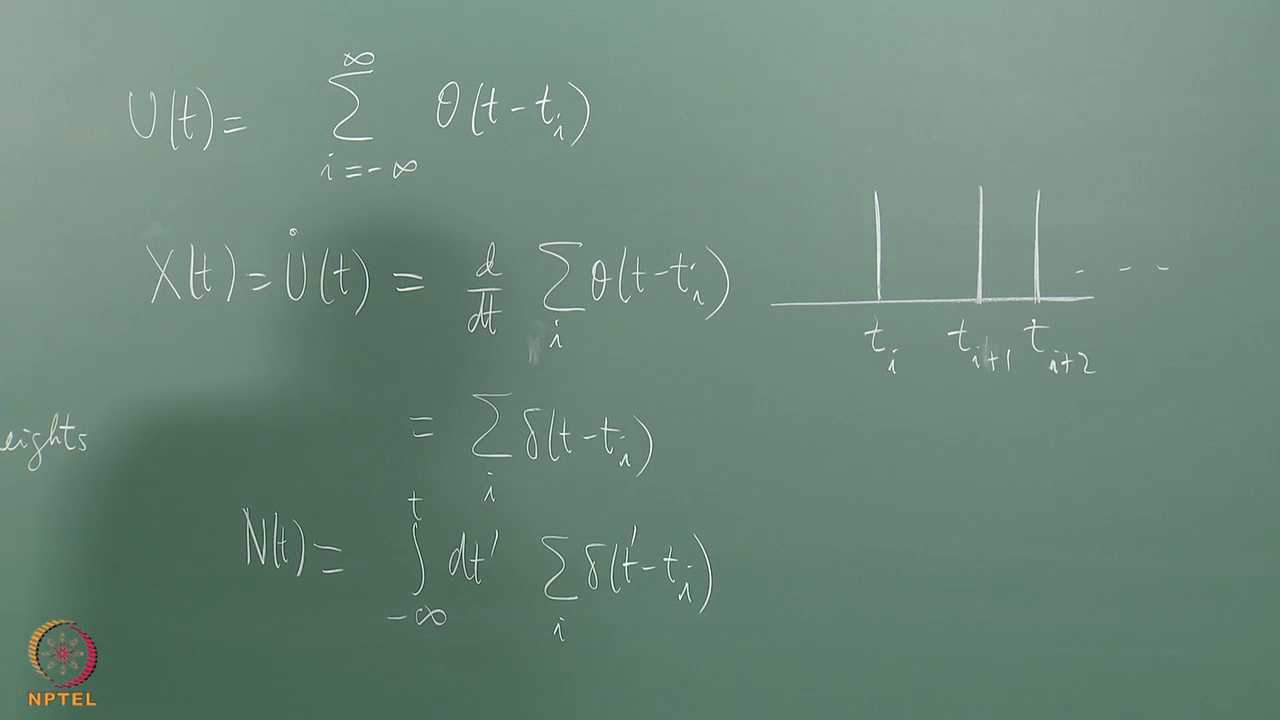 U(t) = ∑_{i=-∞}^{∞} θ(t-t_i)
X(t) = U̇(t) = d/dt ∑_i θ(t-t_i)
t_i t_{i+1} t_{i+2} - - -
= ∑_i δ(t-t_i)
eights
N(t) = ∫_{-∞}^{t} dt' ∑_i δ(t'-t_i)
NPTEL